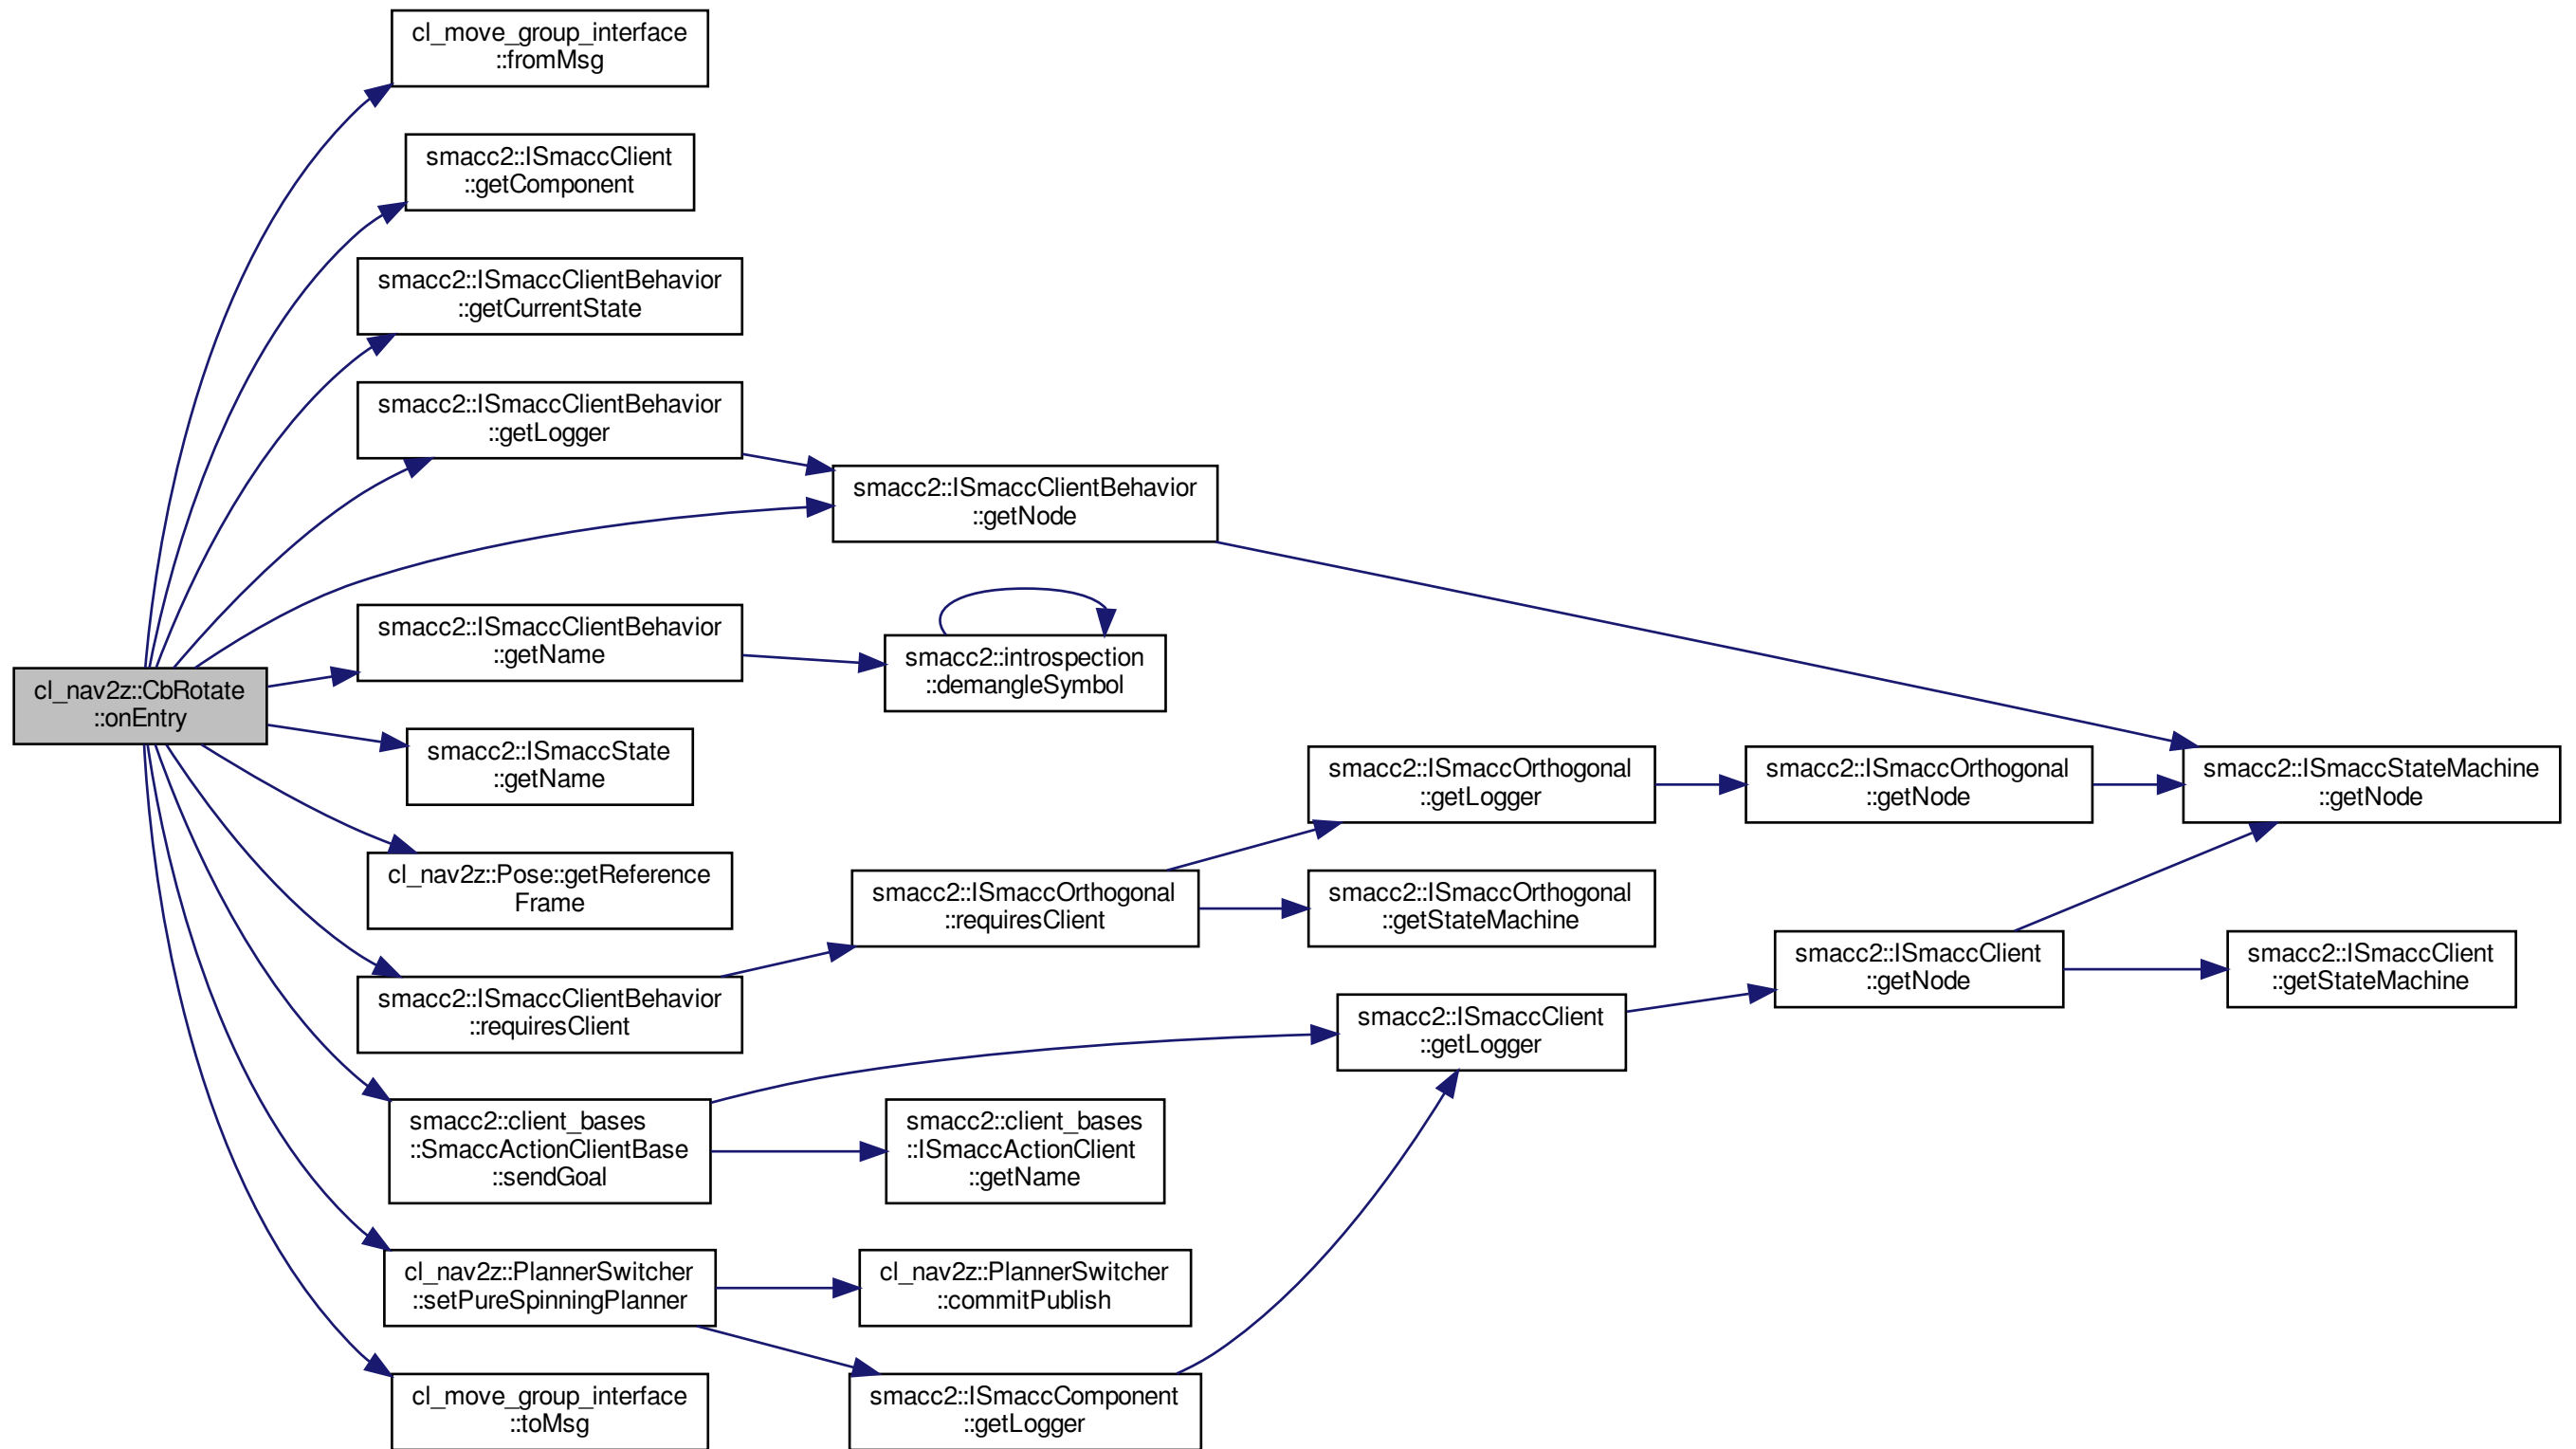 cl_move_group_interface
::fromMsg
smacc2::ISmaccClient
::getComponent
smacc2::ISmaccClientBehavior
::getCurrentState
smacc2::ISmaccClientBehavior
::getLogger
smacc2::ISmaccClientBehavior
::getNode
smacc2::ISmaccClientBehavior
::getName
smacc2::introspection
::demangleSymbol
cl_nav2z::CbRotate
::onEntry
smacc2::ISmaccState
::getName
smacc2::ISmaccOrthogonal
::getLogger
smacc2::ISmaccOrthogonal
::getNode
smacc2::ISmaccStateMachine
::getNode
cl_nav2z::Pose::getReference
Frame
smacc2::ISmaccOrthogonal
::requiresClient
smacc2::ISmaccOrthogonal
::getStateMachine
smacc2::ISmaccClient
::getNode
smacc2::ISmaccClient
::getStateMachine
smacc2::ISmaccClientBehavior
::requiresClient
smacc2::ISmaccClient
::getLogger
smacc2::client_bases
::SmaccActionClientBase
::sendGoal
smacc2::client_bases
::ISmaccActionClient
::getName
cl_nav2z::PlannerSwitcher
::setPureSpinningPlanner
cl_nav2z::PlannerSwitcher
::commitPublish
cl_move_group_interface
::toMsg
smacc2::ISmaccComponent
::getLogger